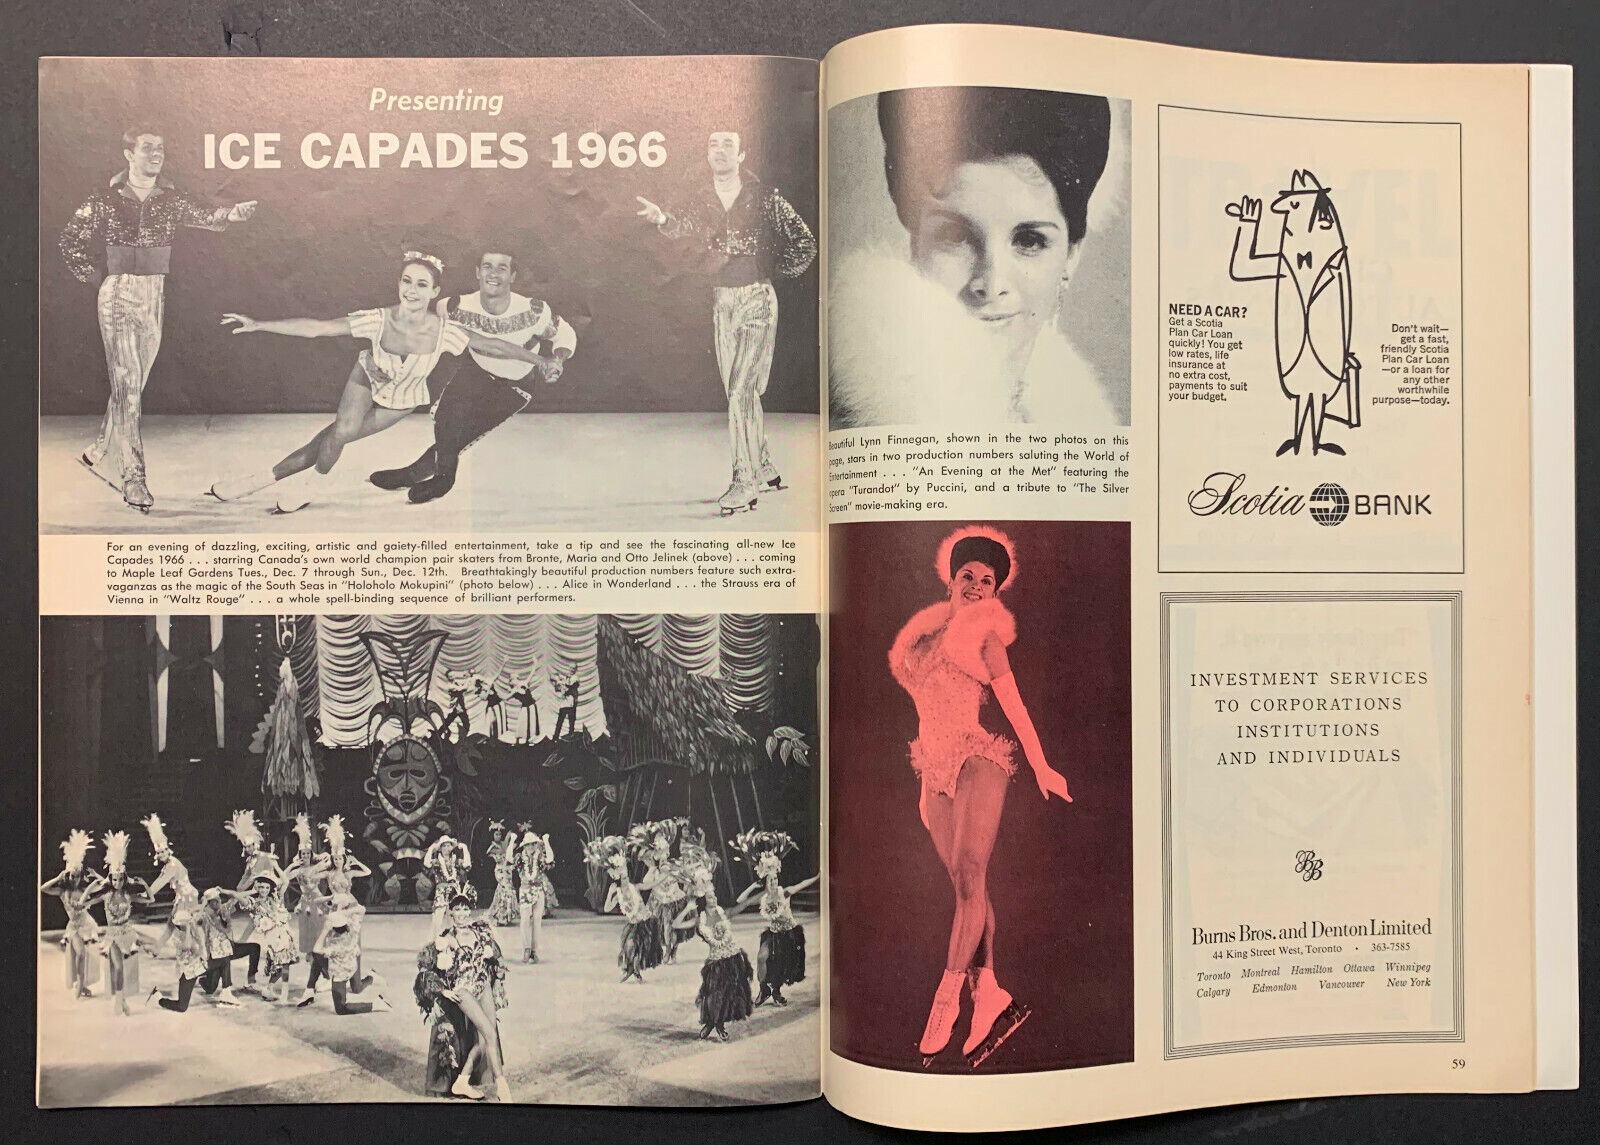 Presenting
ICE CAPADES 1966
For an evening of dazzling, exciting, artistic and gaiety-filled entertainment, take a tip and see the fascinating all-new Ice
Capades 1966 . . . starring Canada's own world champion pair skaters from Bronte, Maria and Otto Jelinek (above) . . . coming
to Maple Leaf Gardens Tues., Dec. 7 through Sun., Dec. 12th. Breathtakingly beautiful production numbers feature such extra-
vaganzas as the magic of the South Seas in "Holoholo Mokupini" (photo below) . . . Alice in Wonderland . . . the Strauss era of
Vienna in "Waltz Rouge" . . . a whole spell-binding sequence of brilliant performers.
Beautiful Lynn Finnegan, shown in the two photos on this
page, stars in two production numbers saluting the World of
Entertainment . . . "An Evening at the Met" featuring the
opera "Turandot" by Puccini, and a tribute to "The Silver
Screen" movie-making era.
NEED A CAR?
Get a Scotia
Plan Car Loan
quickly! You get
low rates, life
insurance at
no extra cost,
payments to suit
your budget.
Don't wait—
get a fast,
friendly Scotia
Plan Car Loan
—or a loan for
any other
worthwhile
purpose—today.
Scotia BANK
INVESTMENT SERVICES
TO CORPORATIONS
INSTITUTIONS
AND INDIVIDUALS
BB
Burns Bros. and Denton Limited
44 King Street West, Toronto · 363-7585
Toronto Montreal Hamilton Ottawa Winnipeg
Calgary Edmonton Vancouver New York
59